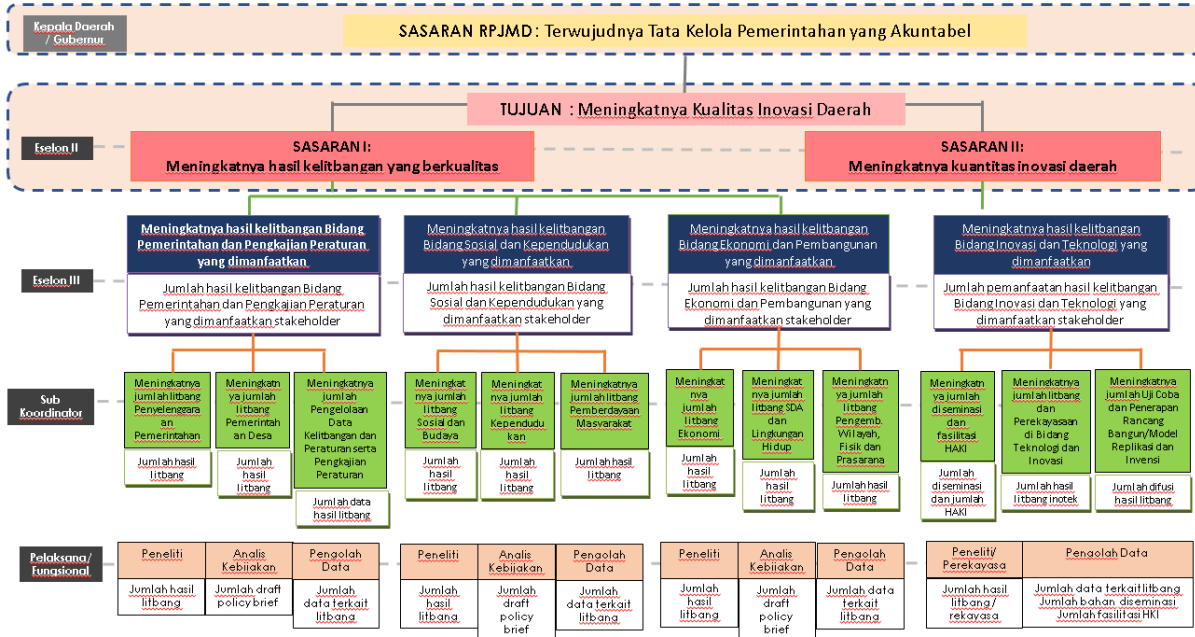 Kepala Daerah
/ Gubernur
SASARAN RPJMD : Terwujudnya Tata Kelola Pemerintahan yang Akuntabel
TUJUAN : Meningkatnya Kualitas Inovasi Daerah
Eselon II
SASARAN I:
Meningkatnya hasil kelitbangan yang berkualitas
SASARAN II:
Meningkatnya kuantitas inovasi daerah
Eselon III
Meningkatnya hasil kelitbangan Bidang
Pemerintahan dan Pengkajian Peraturan
yang dimanfaatkan
Jumlah hasil kelitbangan Bidang
Pemerintahan dan Pengkajian Peraturan
yang dimanfaatkan stakeholder
Meningkatnya hasil kelitbangan
Bidang Sosial dan Kependudukan
yang dimanfaatkan
Jumlah hasil kelitbangan Bidang
Sosial dan Kependudukan yang
dimanfaatkan stakeholder
Meningkatnya hasil kelitbangan
Bidang Ekonomi dan Pembangunan
yang dimanfaatkan
Jumlah hasil kelitbangan Bidang
Ekonomi dan Pembangunan yang
dimanfaatkan stakeholder
Meningkatnya hasil kelitbangan
Bidang Inovasi dan Teknologi yang
dimanfaatkan
Jumlah pemanfaatan hasil kelitbangan
Bidang Inovasi dan Teknologi yang
dimanfaatkan stakeholder
Sub
Koordinator
Meningkatnya
jumlah litbang
Penyelenggara
an
Pemerintahan
Jumlah hasil
litbang
Meningkatn
ya jumlah
litbang
Pemerintah
an Desa
Jumlah
hasil
litbang
Meningkatnya
jumlah
Pengelolaan
Data
Kelitbangan dan
Peraturan serta
Pengkajian
Peraturan
Jumlah data
hasil litbang
Meningkat
nya jumlah
litbang
Sosial dan
Budaya
Jumlah
hasil
litbang
Meningkat
nya jumlah
litbang
Kependudu
kan
Jumlah
hasil
litbang
Meningkatnya
jumlah litbang
Pemberdayaan
Masyarakat
Jumlah hasil
litbang
Meningkat
nya
jumlah
litbang
Ekonomi
Jumlah
hasil
litbang
Meningkat
nya jumlah
litbang SDA
dan
Lingkungan
Hidup
Jumlah
hasil
litbang
Meningkatn
ya jumlah
litbang
Pengemb.
Wilayah,
Fisik dan
Prasarana
Jumlah hasil
litbang
Meningkatn
ya jumlah
diseminasi
dan
fasilitasi
HAKI
Jumlah
diseminasi
dan jumlah
HAKI
Meningkatnya
jumlah litbang
dan
Perekayasaan
di Bidang
Teknologi dan
Inovasi
Jumlah hasil
litbang inotek
Meningkatnya
jumlah Uji Coba
dan Penerapan
Rancang
Bangun/Model
Replikasi dan
Invensi
Jumlah difusi
hasil litbang
Pelaksana/
Fungsional
Peneliti
Jumlah hasil
litbang
Analis
Kebijakan
Jumlah draft
policy brief
Pengolah
Data
Jumlah
data terkait
litbang
Peneliti
Jumlah
hasil
litbang
Analis
Kebijakan
Jumlah
draft
policy
brief
Pengolah
Data
Jumlah
data terkait
litbang
Peneliti
Jumlah
hasil
litbang
Analis
Kebijakan
Jumlah
draft
policy
brief
Pengolah
Data
Jumlah data
terkait
litbang
Peneliti/
Perekayasa
Jumlah hasil
litbang/
rekayasa
Pengolah Data
Jumlah data terkait litbang
Jumlah bahan diseminasi
Jumlah fasilitasi HKI